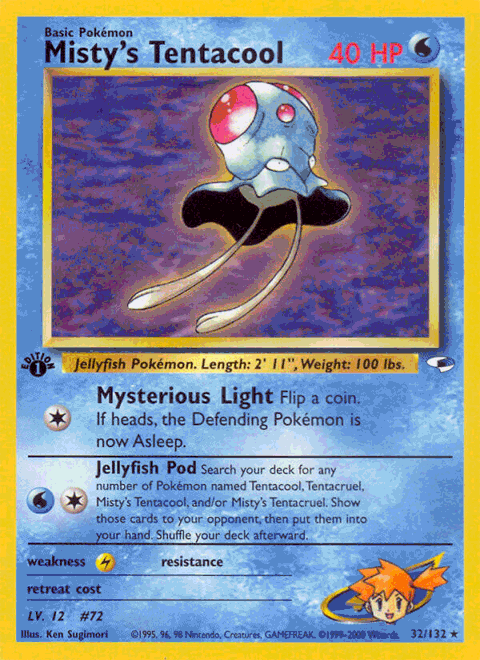 Basic Pokémon
Misty's Tentacool 40 HP
Jellyfish Pokémon. Length: 2' 11", Weight: 100 lbs.
EDITION
1
Mysterious Light Flip a coin.
If heads, the Defending Pokémon is
now Asleep.
Jellyfish Pod Search your deck for any
number of Pokémon named Tentacool, Tentacruel,
Misty's Tentacool, and/or Misty's Tentacruel. Show
those cards to your opponent, then put them into
your hand. Shuffle your deck afterward.
weakness resistance
retreat cost
LV. 12 #72
Illus. Ken Sugimori ©1995, 96, 98 Nintendo, Creatures, GAMEFREAK. ©1999-2000 Wizards. 32/132 ★